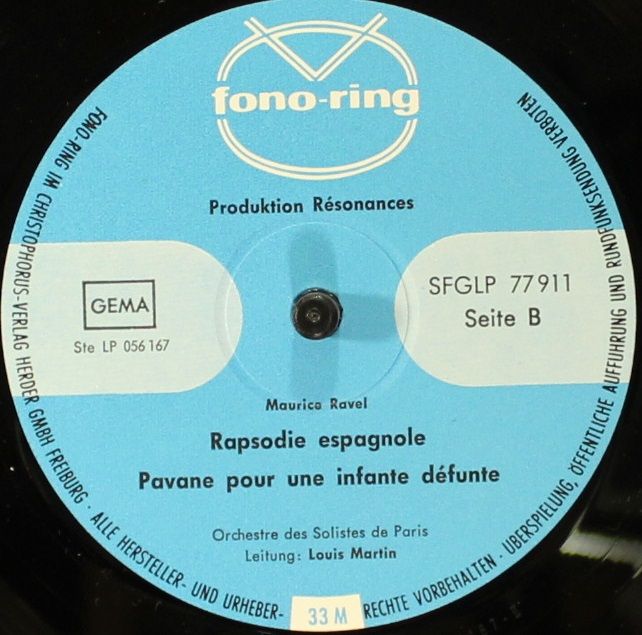 fono-ring
Produktion Résonances
GEMA
Ste LP 056167
SFGLP 77911
Seite B
Maurice Ravel
Rapsodie espagnole
Pavane pour une infante défunte
Orchestre des Solistes de Paris
Leitung: Louis Martin
33 M
FONO-RING IM CHRISTOPHORUS-VERLAG HERDER GMBH FREIBURG · ALLE HERSTELLER- UND URHEBER-RECHTE VORBEHALTEN · ÜBERSPIELUNG, ÖFFENTLICHE AUFFÜHRUNG UND RUNDFUNKSENDUNG VERBOTEN